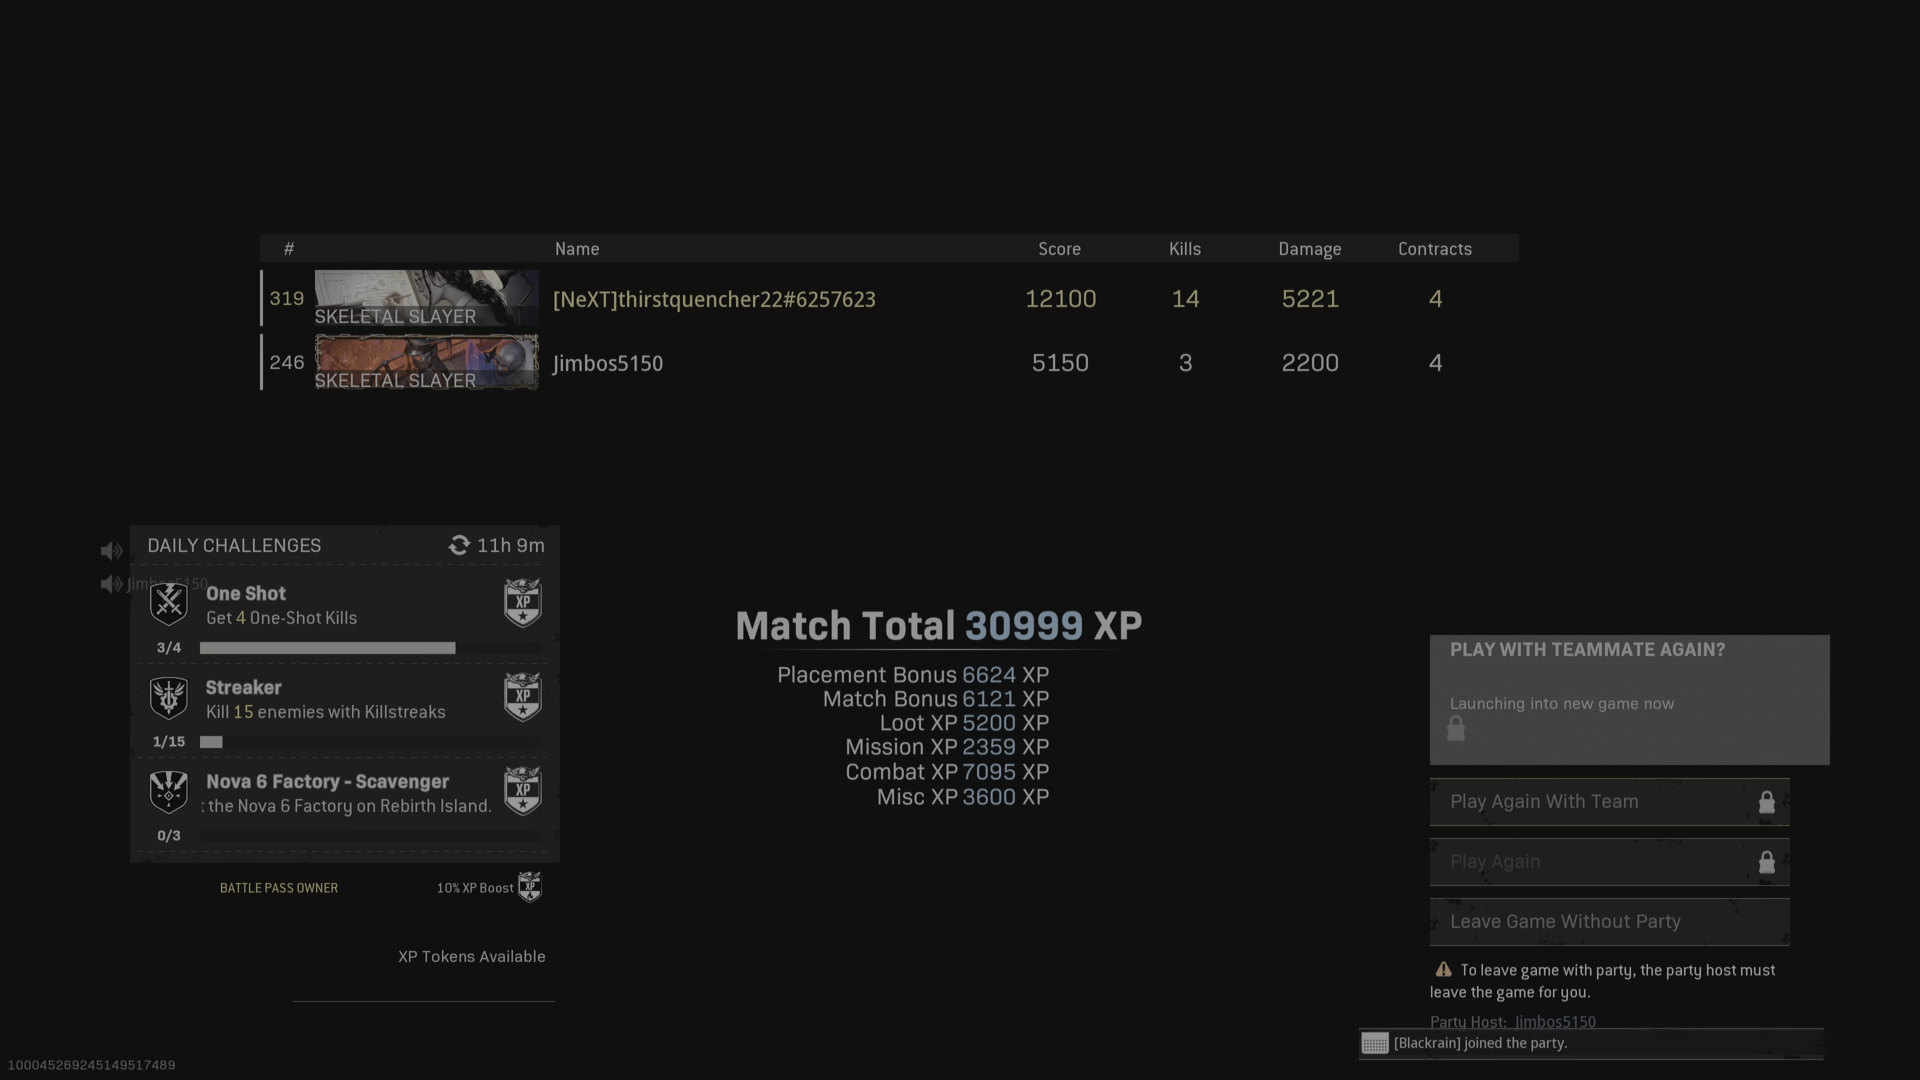 # Name Score Kills Damage Contracts
319 SKELETAL SLAYER [NeXT]thirstquencher22#6257623 12100 14 5221 4
246 SKELETAL SLAYER Jimbos5150 5150 3 2200 4
DAILY CHALLENGES 11h 9m
Jimbos5150
One Shot
Get 4 One-Shot Kills
XP
3/4
Streaker
Kill 15 enemies with Killstreaks
XP
1/15
Nova 6 Factory - Scavenger
: the Nova 6 Factory on Rebirth Island.
XP
0/3
BATTLE PASS OWNER 10% XP Boost XP
XP Tokens Available
Match Total 30999 XP
Placement Bonus 6624 XP
Match Bonus 6121 XP
Loot XP 5200 XP
Mission XP 2359 XP
Combat XP 7095 XP
Misc XP 3600 XP
PLAY WITH TEAMMATE AGAIN?
Launching into new game now
Play Again With Team
Play Again
Leave Game Without Party
To leave game with party, the party host must
leave the game for you.
Party Host: Jimbos5150
[Blackrain] joined the party.
100045269245149517489